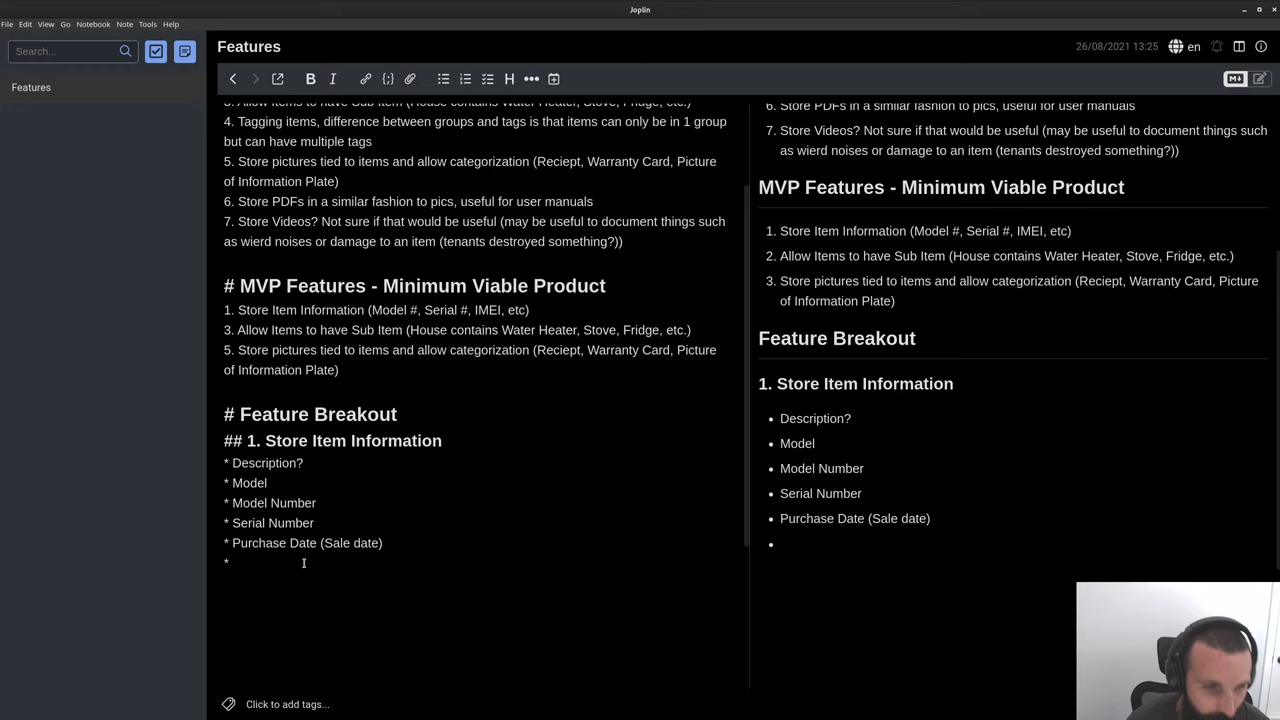 Joplin
File Edit View Go Notebook Note Tools Help
Search...
Features
Features
26/08/2021 13:25
en
B I H
M
4. Tagging items, difference between groups and tags is that items can only be in 1 group
but can have multiple tags
5. Store pictures tied to items and allow categorization (Reciept, Warranty Card, Picture
of Information Plate)
6. Store PDFs in a similar fashion to pics, useful for user manuals
7. Store Videos? Not sure if that would be useful (may be useful to document things such
as wierd noises or damage to an item (tenants destroyed something?))
# MVP Features - Minimum Viable Product
1. Store Item Information (Model #, Serial #, IMEI, etc)
3. Allow Items to have Sub Item (House contains Water Heater, Stove, Fridge, etc.)
5. Store pictures tied to items and allow categorization (Reciept, Warranty Card, Picture
of Information Plate)
# Feature Breakout
## 1. Store Item Information
* Description?
* Model
* Model Number
* Serial Number
* Purchase Date (Sale date)
*
6. Store PDFs in a similar fashion to pics, useful for user manuals
7. Store Videos? Not sure if that would be useful (may be useful to document things such
as wierd noises or damage to an item (tenants destroyed something?))
MVP Features - Minimum Viable Product
1. Store Item Information (Model #, Serial #, IMEI, etc)
2. Allow Items to have Sub Item (House contains Water Heater, Stove, Fridge, etc.)
3. Store pictures tied to items and allow categorization (Reciept, Warranty Card, Picture
of Information Plate)
Feature Breakout
1. Store Item Information
• Description?
• Model
• Model Number
• Serial Number
• Purchase Date (Sale date)
•
Click to add tags...